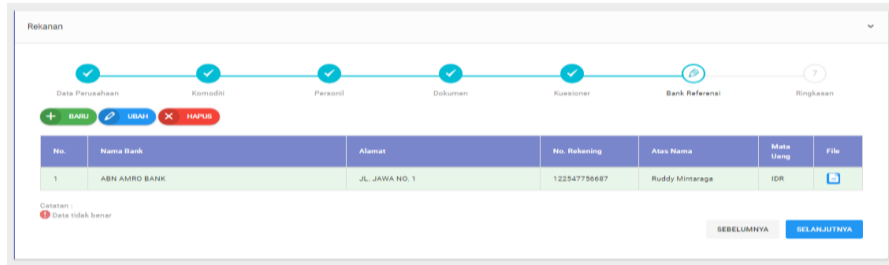 Rekanan
7
Data Perusahaan Komoditi Personil Dokumen Kuesioner Bank Referensi Ringkasan
BARU UBAH HAPUS
No. Nama Bank Alamat No. Rekening Atas Nama Mata Uang File
1 ABN AMRO BANK JL. JAWA NO. 1 122547756687 Ruddy Mintaraga IDR
Catatan :
Data tidak benar
SEBELUMNYA SELANJUTNYA